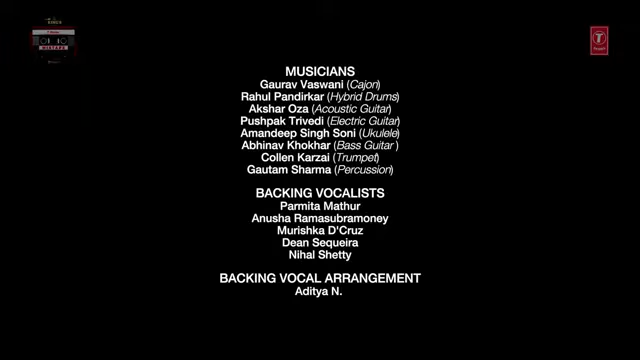 MIXTAPE
T-Series
MUSICIANS
Gaurav Vaswani (Cajon)
Rahul Pandirkar (Hybrid Drums)
Akshar Oza (Acoustic Guitar)
Pushpak Trivedi (Electric Guitar)
Amandeep Singh Soni (Ukulele)
Abhinav Khokhar (Bass Guitar )
Collen Karzai (Trumpet)
Gautam Sharma (Percussion)
BACKING VOCALISTS
Parmita Mathur
Anusha Ramasubramoney
Murishka D'Cruz
Dean Sequeira
Nihal Shetty
BACKING VOCAL ARRANGEMENT
Aditya N.